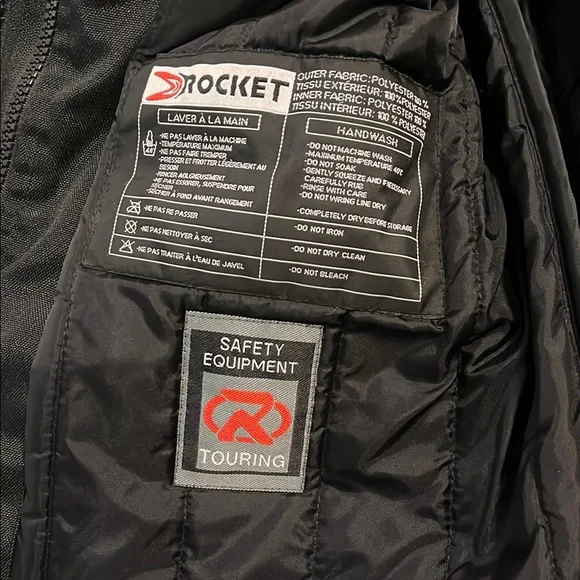 ROCKET
OUTER FABRIC: POLYESTER 100 %
TISSU EXTÉRIEUR: 100 % POLYESTER
INNER FABRIC: POLYESTER 100 %
TISSU INTÉRIEUR: 100 % POLYESTER
LAVER À LA MAIN
-NE PAS LAVER À LA MACHINE
-TEMPÉRATURE MAXIMUM
-NE PAS FAIRE TREMPER
-PRESSER ET FROTTER LÉGÈREMENT AU
BESOIN
-RINCER
-NE PAS ESSORER, SUSPENDRE POUR
SÉCHER
-SÉCHER À FOND AVANT RANGEMENT
-NE PAS REPASSER
-NE PAS NETTOYER À SEC
-NE PAS TRAITER À L'EAU DE JAVEL
HANDWASH
-DO NOT MACHINE WASH
-MAXIMUM TEMPERATURE 40°C
-DO NOT SOAK
-GENTLY SQUEEZE AND IF NECESSARY
CAREFULLY RUB
-RINSE WITH CARE
-DO NOT WRING LINE DRY
-COMPLETELY DRY BEFORE STORAGE
-DO NOT IRON
-DO NOT DRY CLEAN
-DO NOT BLEACH
SAFETY
EQUIPMENT
TOURING